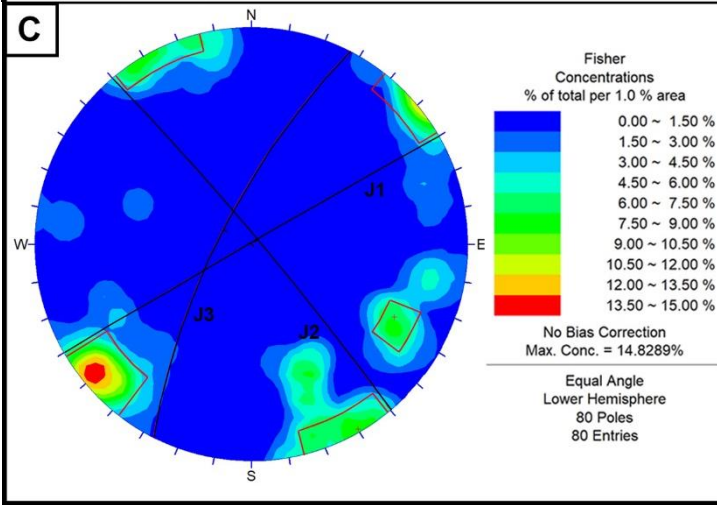 C
N
W
E
S
J1
J2
J3
Fisher
Concentrations
% of total per 1.0 % area
0.00 ~ 1.50 %
1.50 ~ 3.00 %
3.00 ~ 4.50 %
4.50 ~ 6.00 %
6.00 ~ 7.50 %
7.50 ~ 9.00 %
9.00 ~ 10.50 %
10.50 ~ 12.00 %
12.00 ~ 13.50 %
13.50 ~ 15.00 %
No Bias Correction
Max. Conc. = 14.8289%
Equal Angle
Lower Hemisphere
80 Poles
80 Entries